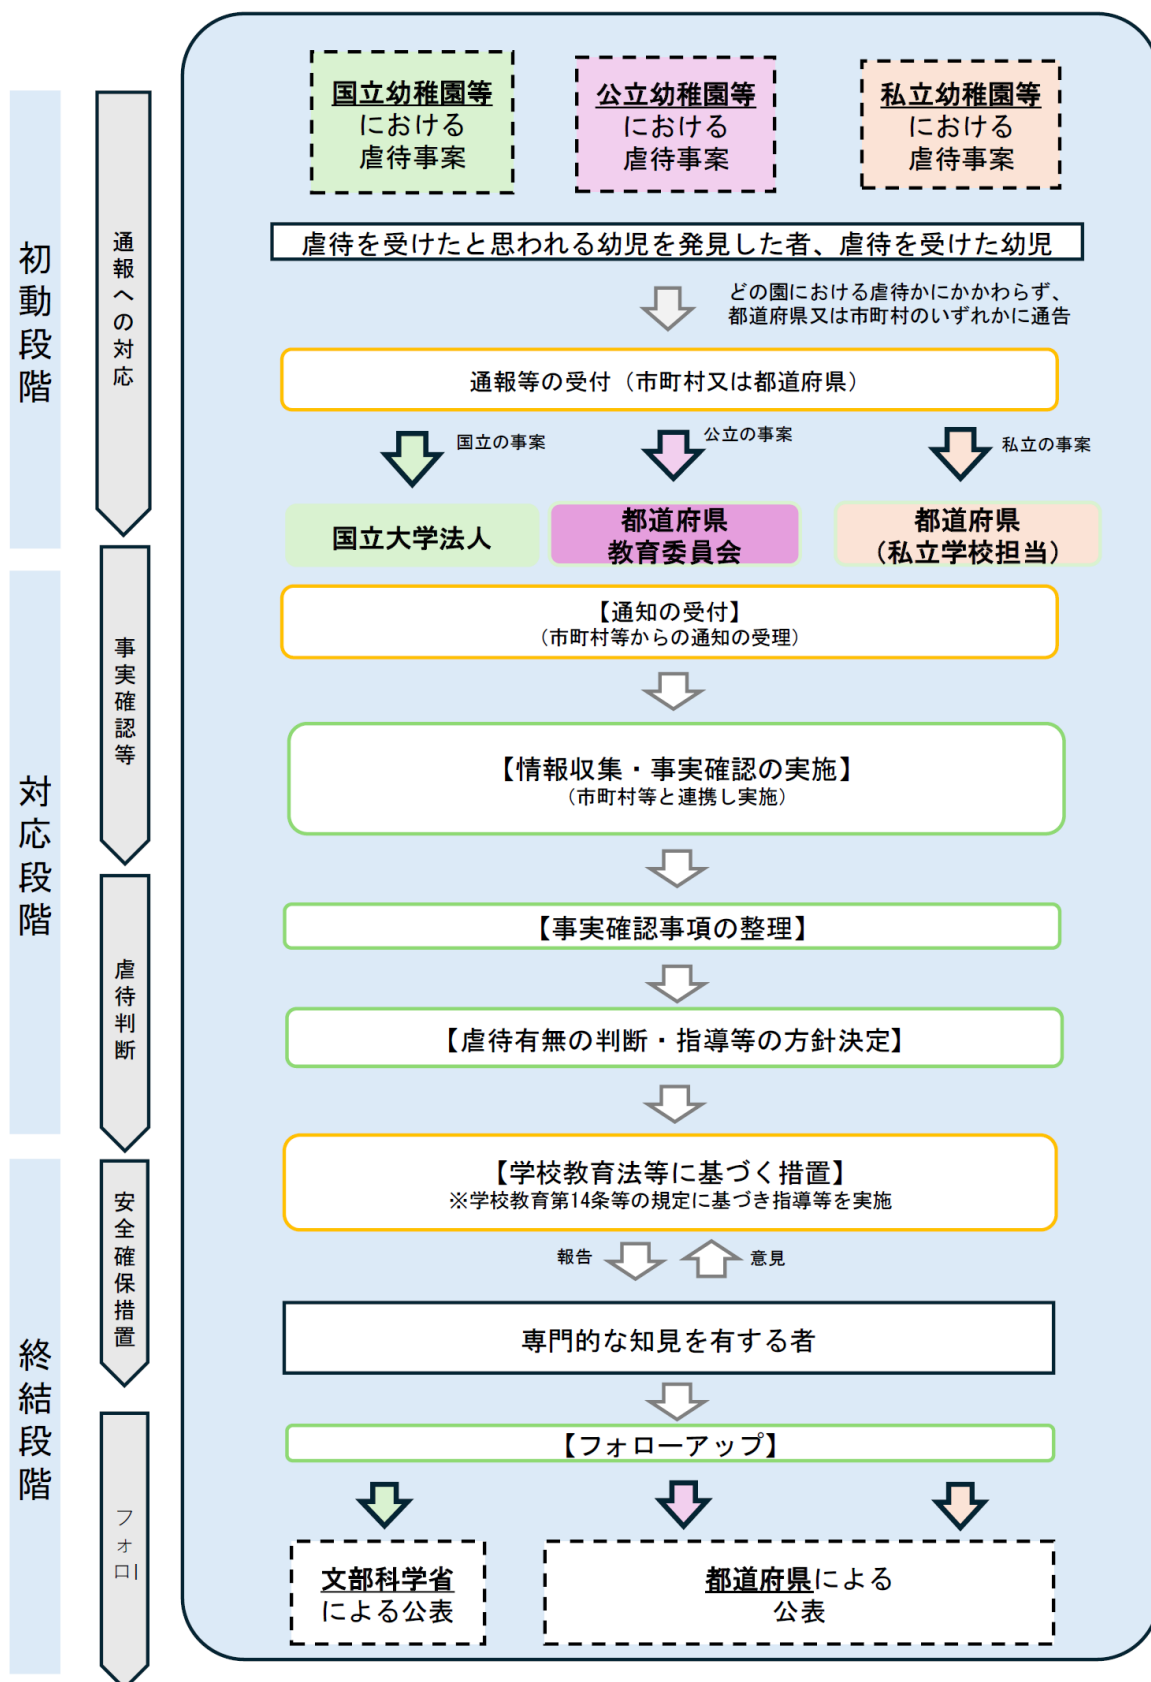 国立幼稚園等
における
虐待事案
公立幼稚園等
における
虐待事案
私立幼稚園等
における
虐待事案
初動段階
通報への対応
虐待を受けたと思われる幼児を発見した者、虐待を受けた幼児
どの園における虐待かにかかわらず、
都道府県又は市町村のいずれかに通告
通報等の受付（市町村又は都道府県）
国立の事案
公立の事案
私立の事案
国立大学法人
都道府県
教育委員会
都道府県
（私立学校担当）
対応段階
事実確認等
【通知の受付】
（市町村等からの通知の受理）
【情報収集・事実確認の実施】
（市町村等と連携し実施）
虐待判断
【事実確認事項の整理】
【虐待有無の判断・指導等の方針決定】
終結段階
安全確保措置
【学校教育法等に基づく措置】
※学校教育第14条等の規定に基づき指導等を実施
報告
意見
専門的な知見を有する者
フォロー
【フォローアップ】
文部科学省
による公表
都道府県による
公表